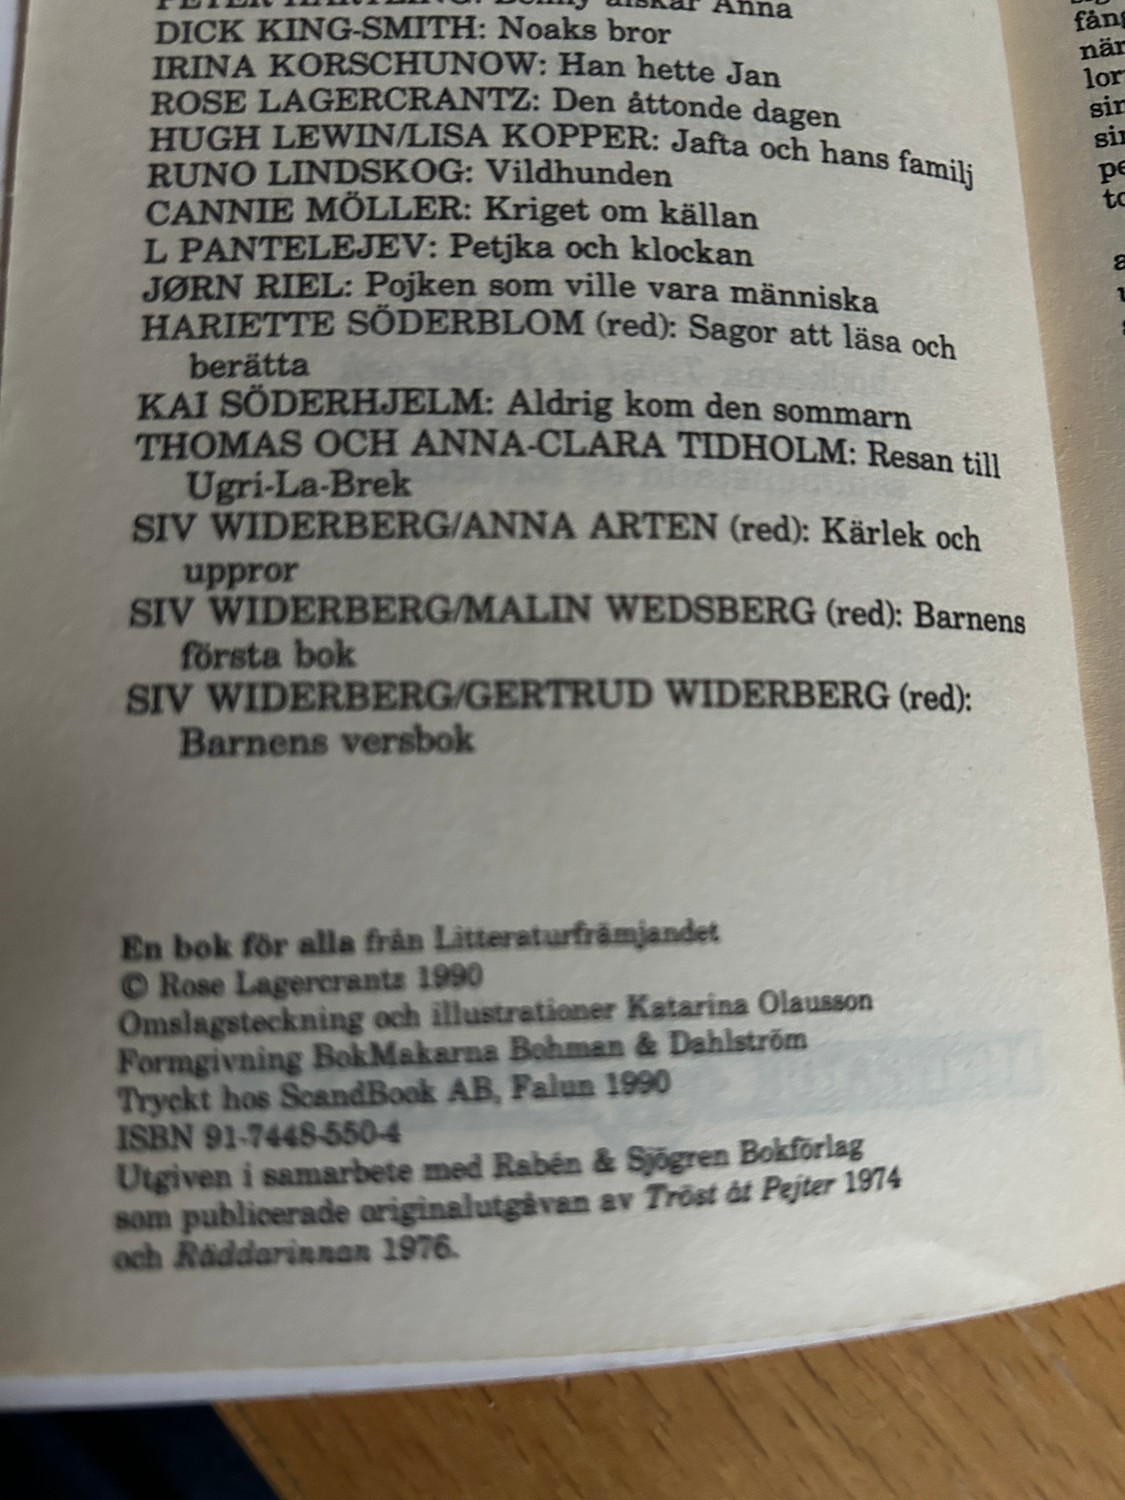 PETER HÄRTLING: Benny älskar Anna
DICK KING-SMITH: Noaks bror
IRINA KORSCHUNOW: Han hette Jan
ROSE LAGERCRANTZ: Den åttonde dagen
HUGH LEWIN/LISA KOPPER: Jafta och hans familj
RUNO LINDSKOG: Vildhunden
CANNIE MÖLLER: Kriget om källan
L PANTELEJEV: Petjka och klockan
JØRN RIEL: Pojken som ville vara människa
HARIETTE SÖDERBLOM (red): Sagor att läsa och
berätta
KAI SÖDERHJELM: Aldrig kom den sommarn
THOMAS OCH ANNA-CLARA TIDHOLM: Resan till
Ugri-La-Brek
SIV WIDERBERG/ANNA ARTEN (red): Kärlek och
uppror
SIV WIDERBERG/MALIN WEDSBERG (red): Barnens
första bok
SIV WIDERBERG/GERTRUD WIDERBERG (red):
Barnens versbok
En bok för alla från Litteraturfrämjandet
© Rose Lagercrantz 1990
Omslagsteckning och illustrationer Katarina Olausson
Formgivning BokMakarna Bohman & Dahlström
Tryckt hos ScandBook AB, Falun 1990
ISBN 91-7448-550-4
Utgiven i samarbete med Rabén & Sjögren Bokförlag
som publicerade originalutgåvan av Tröst åt Pejter 1974
och Räddarinnan 1976.